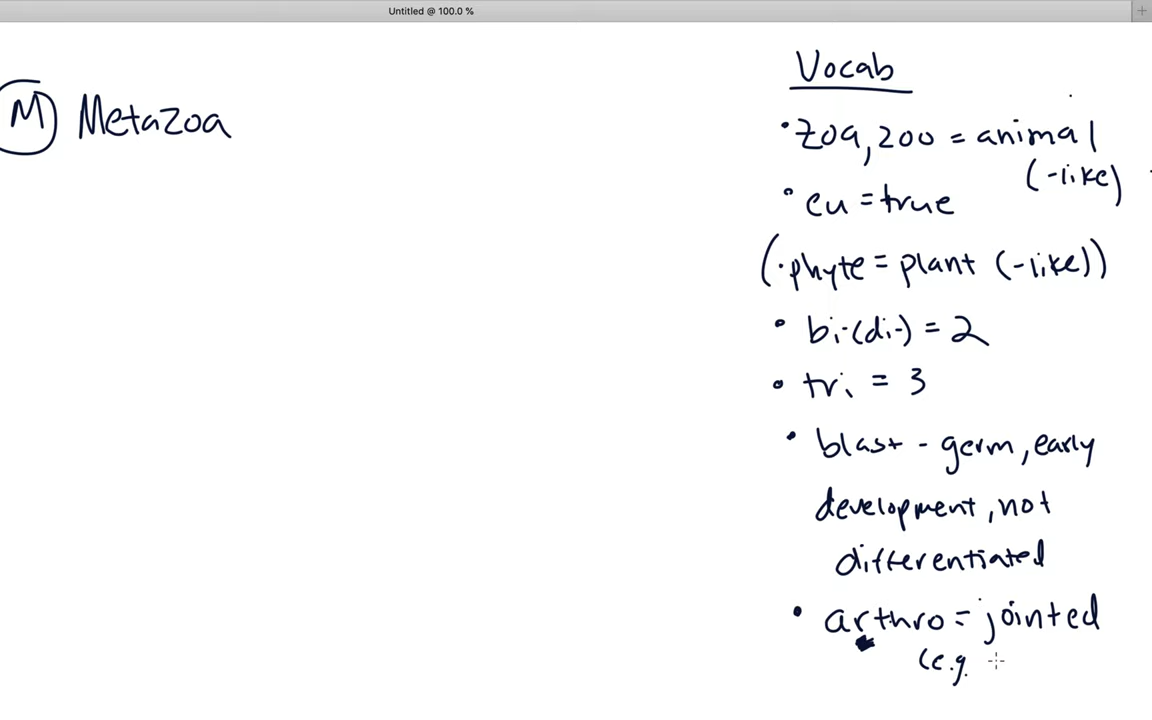 Untitled @ 100.0 %
M Metazoa
Vocab
• Zoa, zoo = animal
(-like)
• eu = true
(• phyte = plant (-like))
• bi-(di-) = 2
• tri = 3
• blast - germ, early
development, not
differentiated
• arthro = jointed
(e.g.